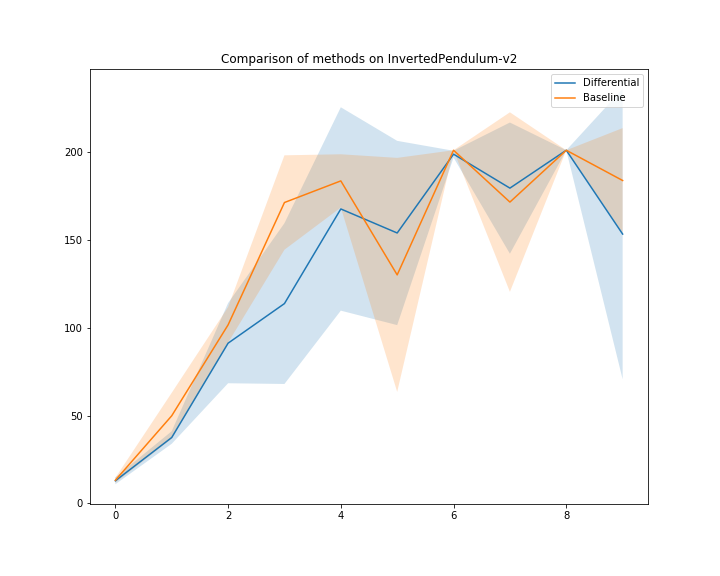 Comparison of methods on InvertedPendulum-v2
Differential
Baseline
200
150
100
50
0
0 2 4 6 8